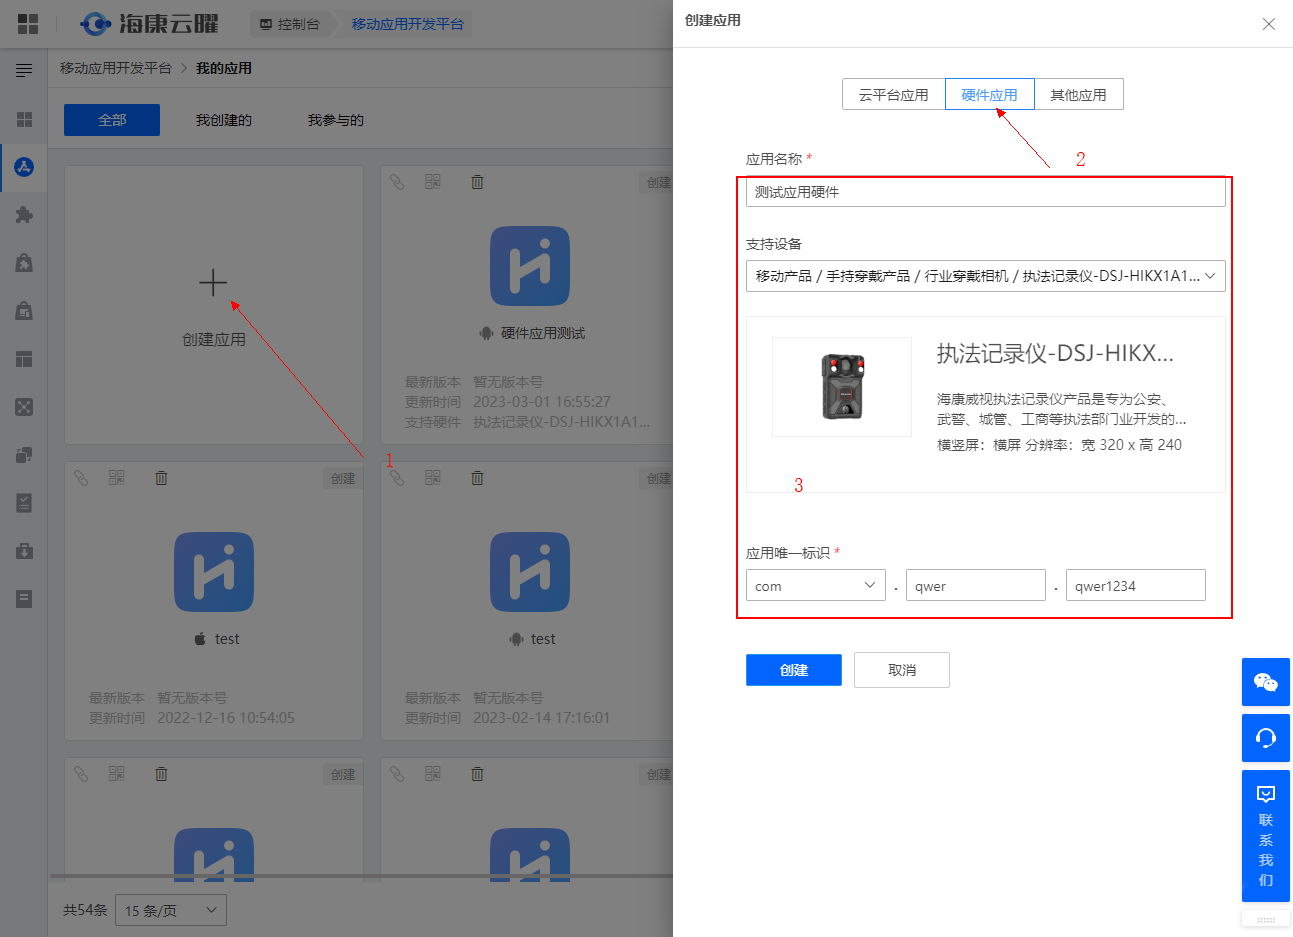 海康云曜
控制台
移动应用开发平台
移动应用开发平台 > 我的应用
全部
我创建的
我参与的
创建应用
1
创建
硬件应用测试
最新版本 暂无版本号
更新时间 2023-03-01 16:55:27
支持硬件 执法记录仪-DSJ-HIKX1A1...
创建
test
最新版本 暂无版本号
更新时间 2022-12-16 10:54:05
创建
test
最新版本 暂无版本号
更新时间 2023-02-14 17:16:01
创建
创建
共54条
15 条/页
创建应用
云平台应用
硬件应用
其他应用
2
应用名称 *
测试应用硬件
支持设备
移动产品 / 手持穿戴产品 / 行业穿戴相机 / 执法记录仪-DSJ-HIKX1A1...
执法记录仪-DSJ-HIKX...
海康威视执法记录仪产品是专为公安、
武警、城管、工商等执法部门业开发的...
横竖屏：横屏 分辨率：宽 320 x 高 240
3
应用唯一标识 *
com . qwer . qwer1234
创建
取消
联
系
我
们